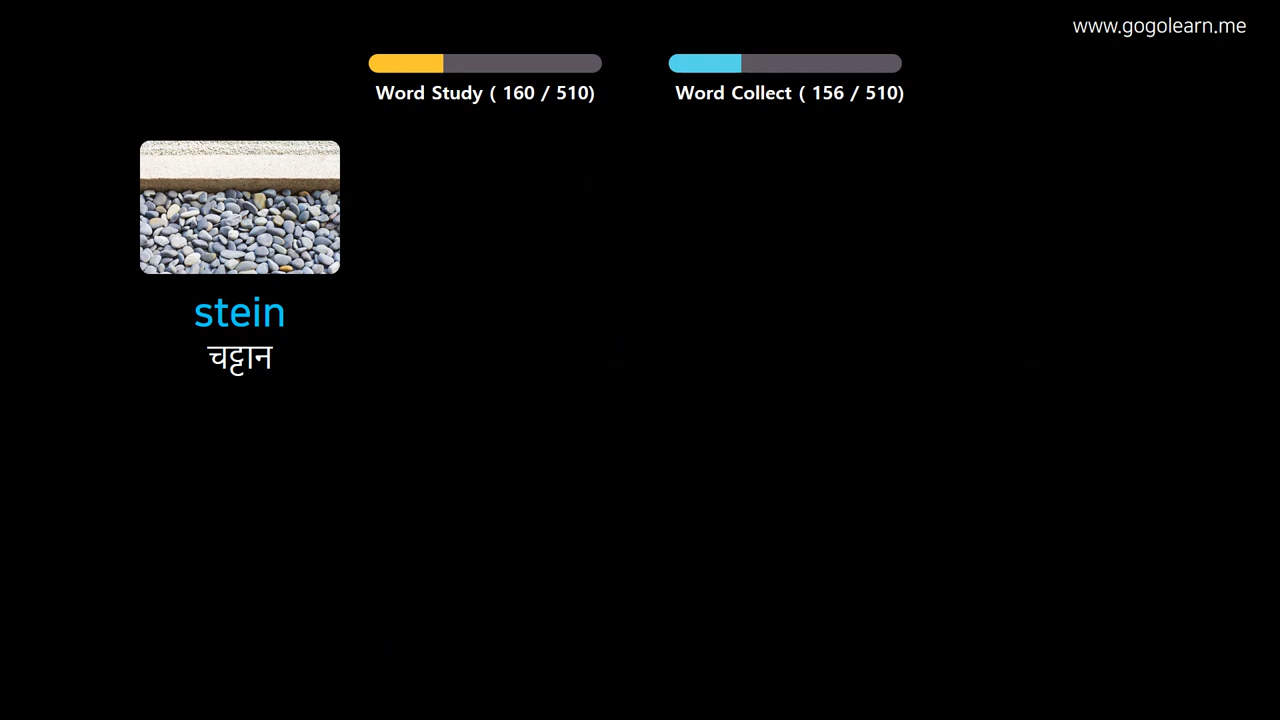 www.gogolearn.me
Word Study ( 160 / 510)
Word Collect ( 156 / 510)
stein
चट्टान